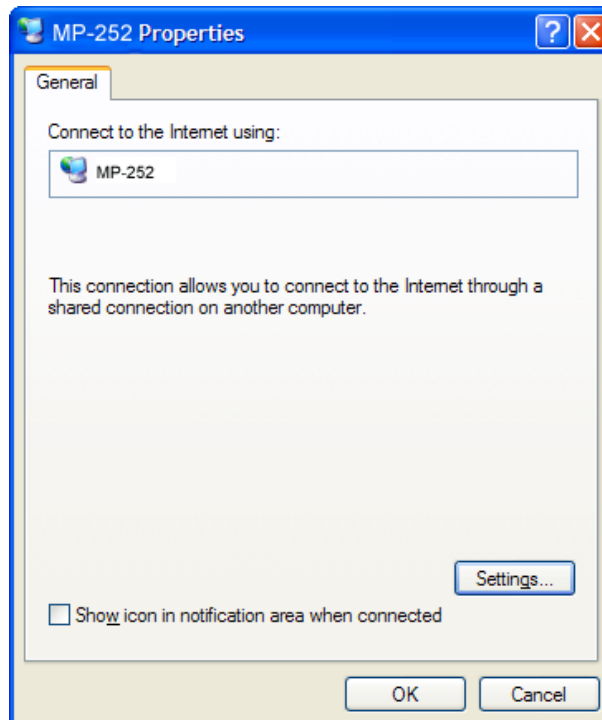 MP-252 Properties
General
Connect to the Internet using:
MP-252
This connection allows you to connect to the Internet through a
shared connection on another computer.
Settings...
Show icon in notification area when connected
OK Cancel